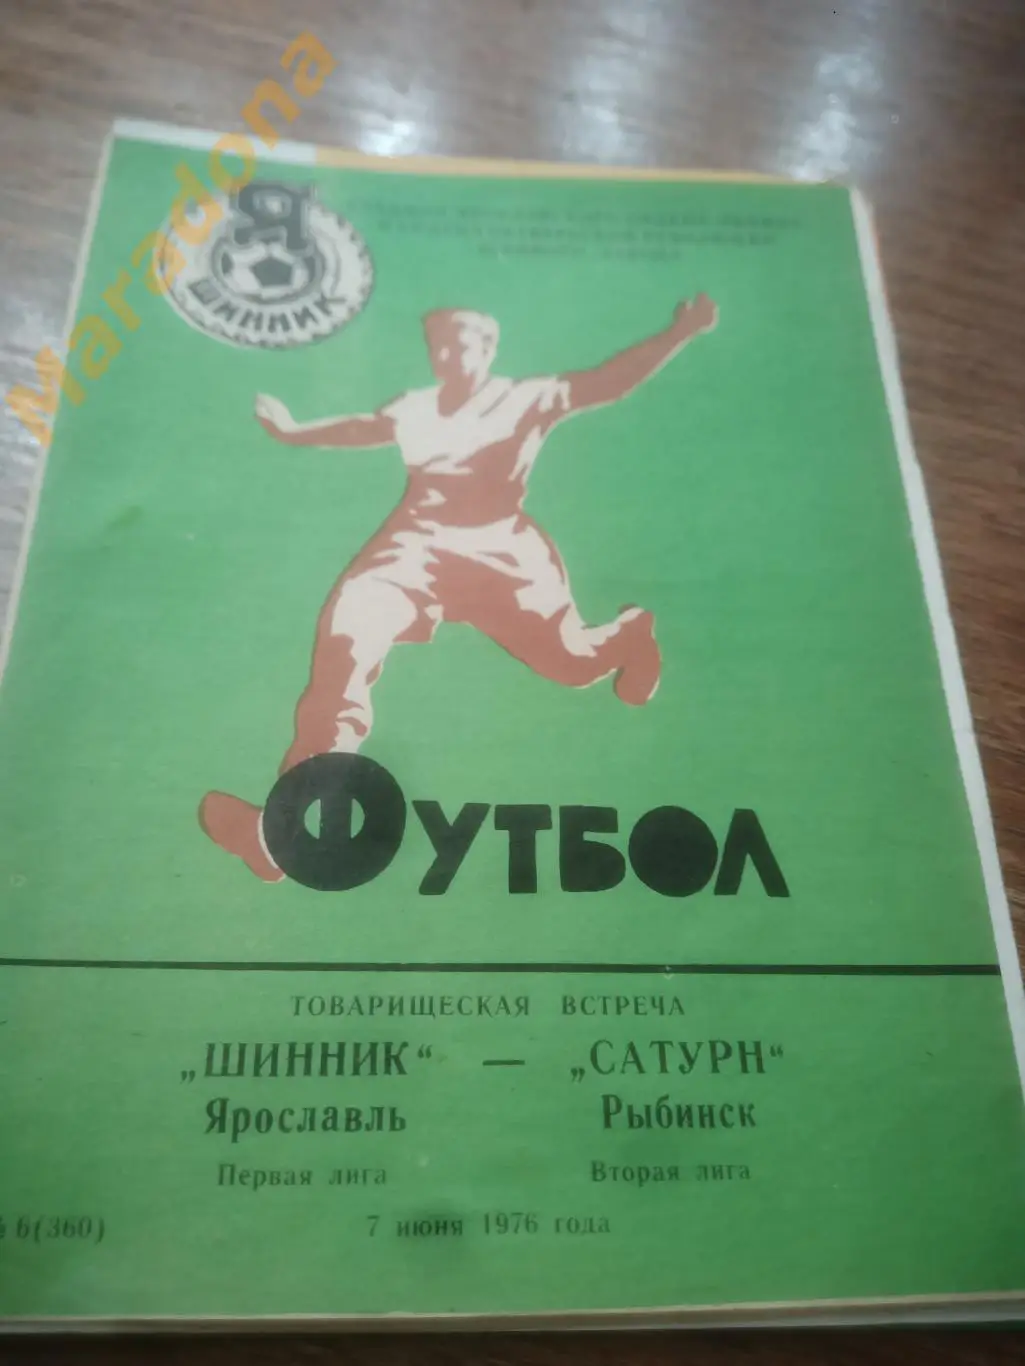 Maradona
Я
ШИННИК
ФУТБОЛ
ТОВАРИЩЕСКАЯ ВСТРЕЧА
„ШИННИК“ — „САТУРН“
Ярославль Рыбинск
Первая лига Вторая лига
№ 6(360) 7 июня 1976 года